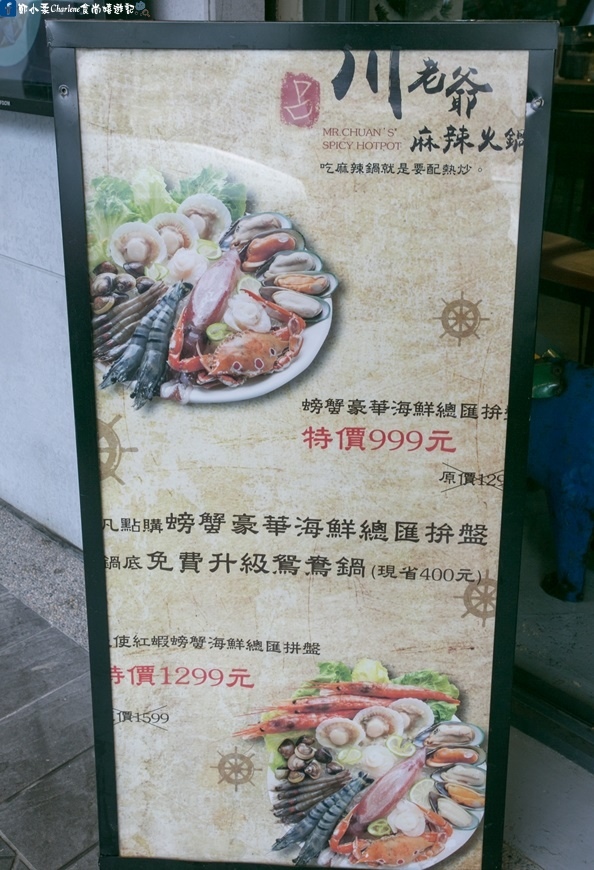 鄭小柔Charlene食尚嬉遊記
川老爺
MR.CHUAN'S
SPICY HOTPOT
麻辣火鍋
吃麻辣鍋就是要配熱炒。
螃蟹豪華海鮮總匯拚
特價999元
原價129
凡點購螃蟹豪華海鮮總匯拚盤
鍋底免費升級鴛鴦鍋(現省400元)
使紅蝦螃蟹海鮮總匯拼盤
特價1299元
價1599